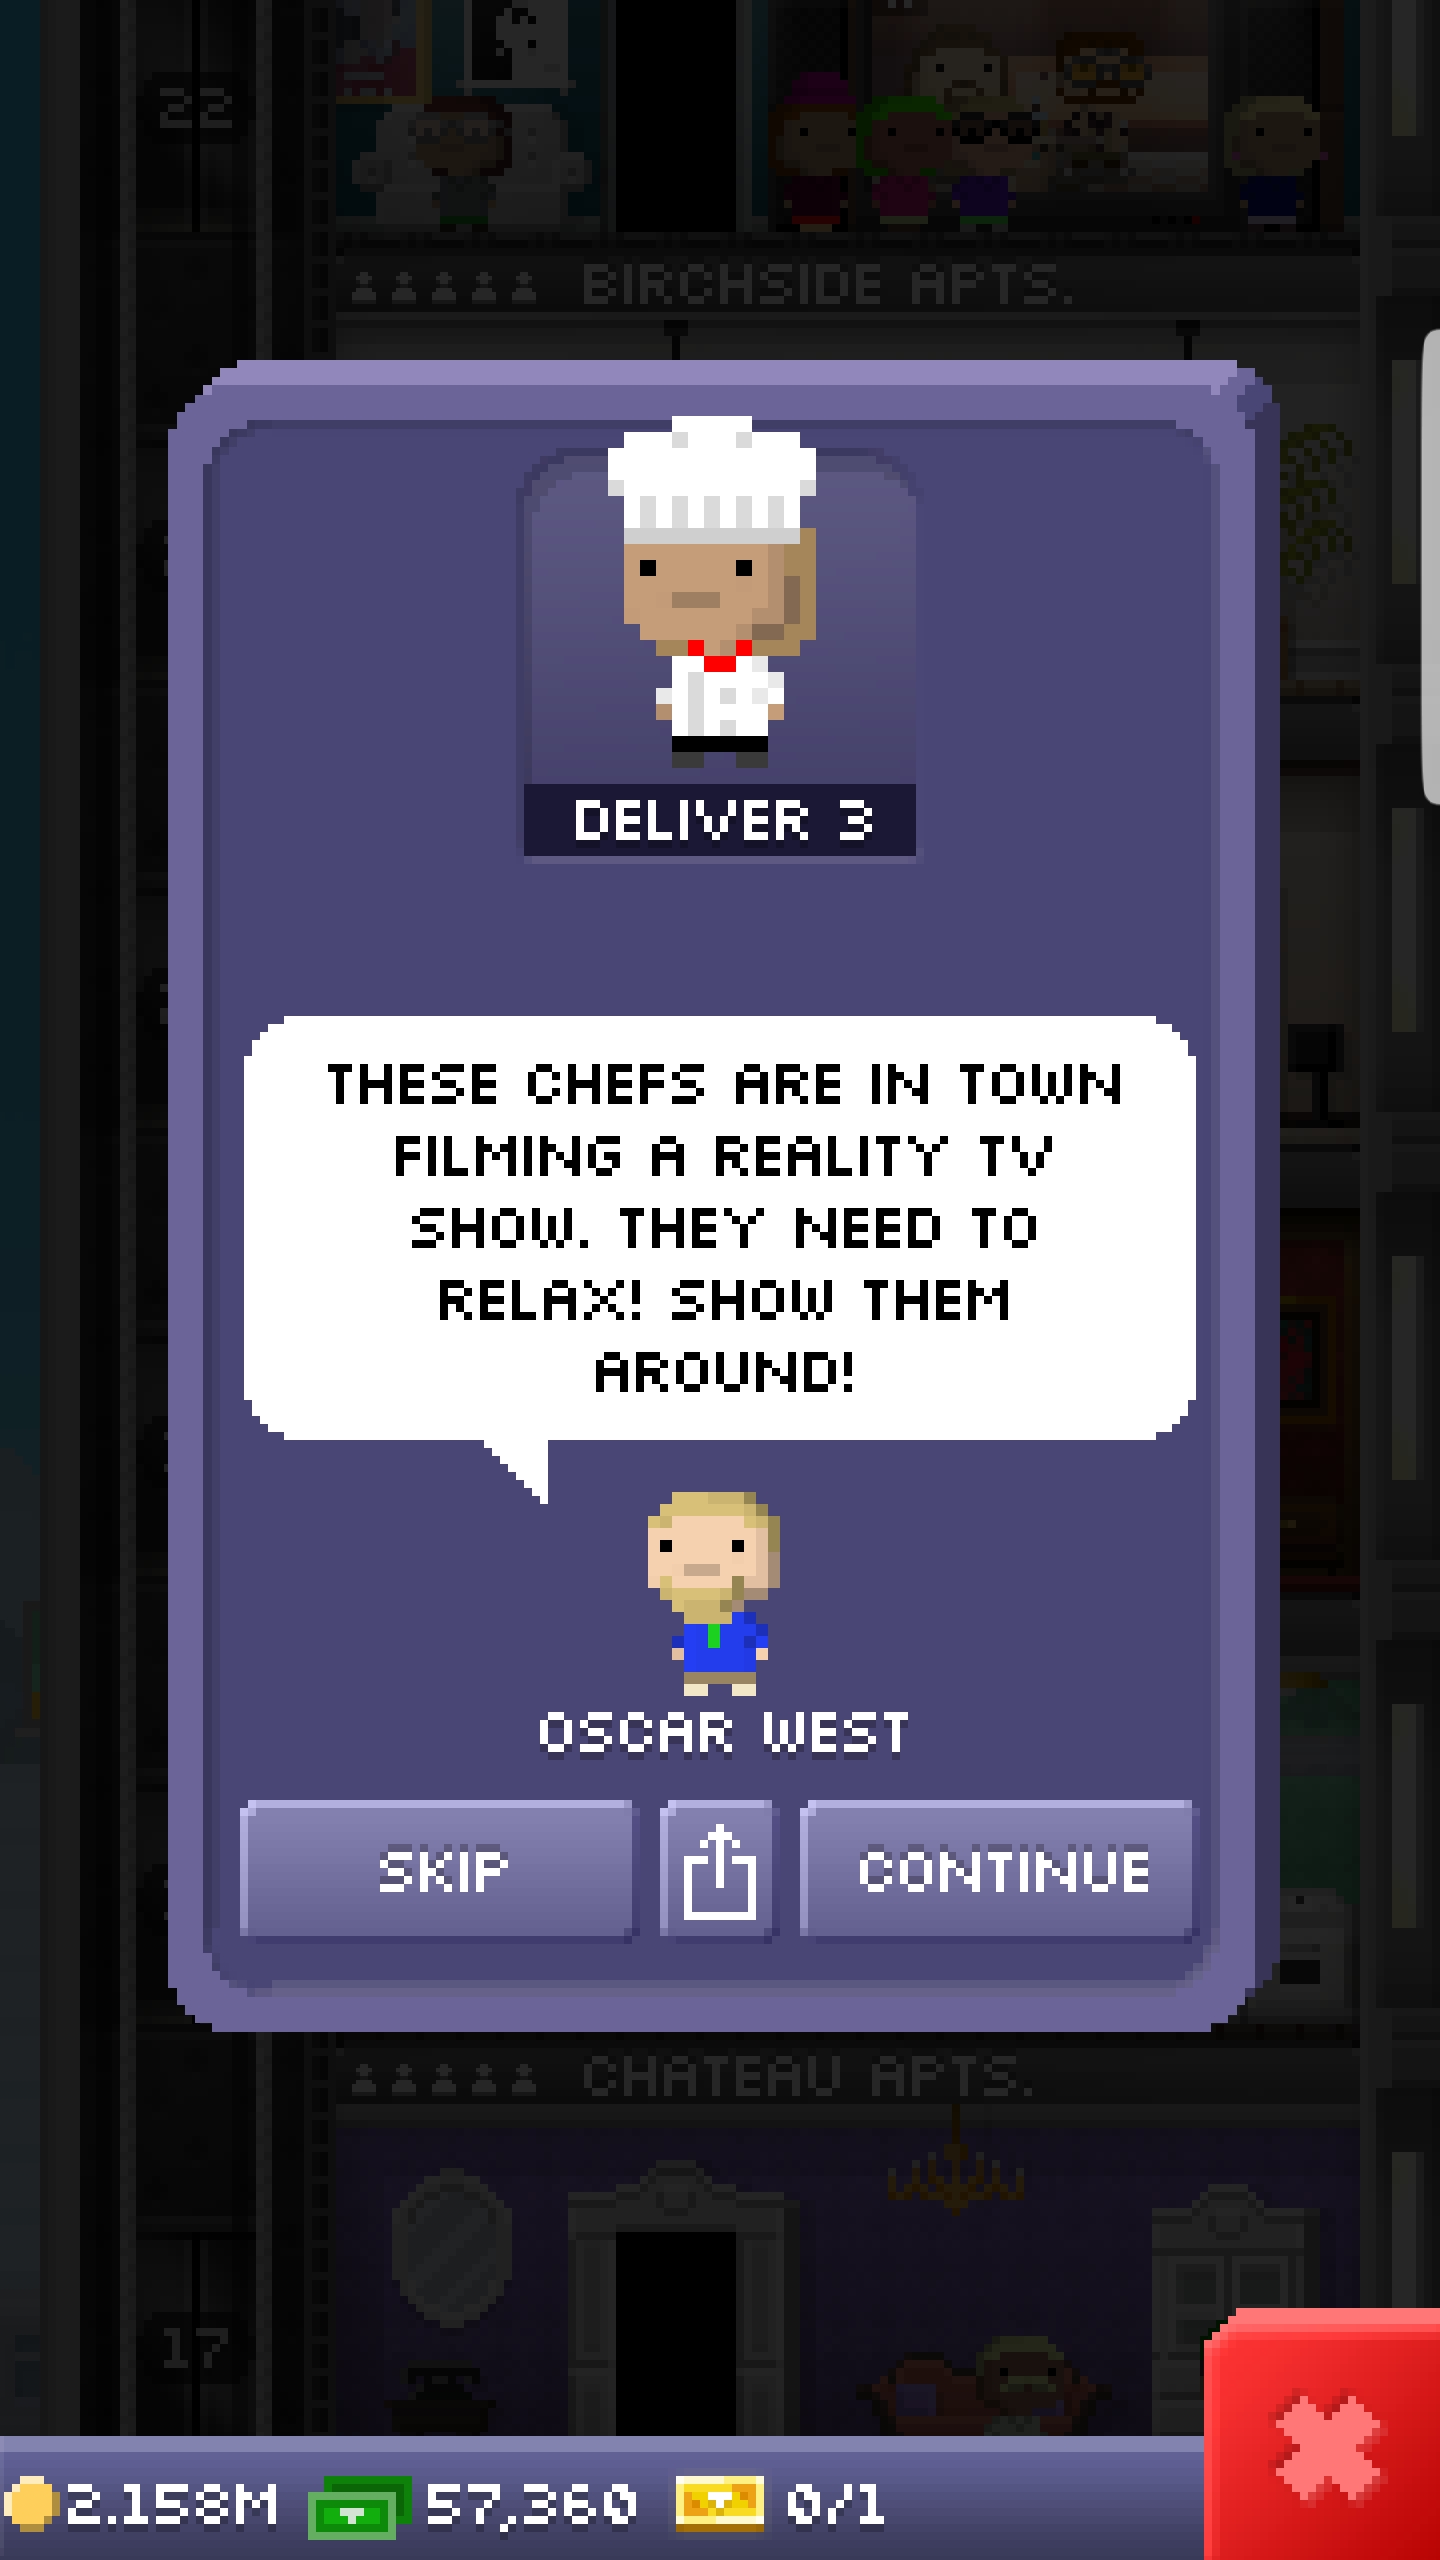 22
BIRCHSIDE APTS.
DELIVER 3
THESE CHEFS ARE IN TOWN
FILMING A REALITY TV
SHOW. THEY NEED TO
RELAX! SHOW THEM
AROUND!
OSCAR WEST
SKIP
CONTINUE
CHATEAU APTS.
17
2.158M
57,360
0/1